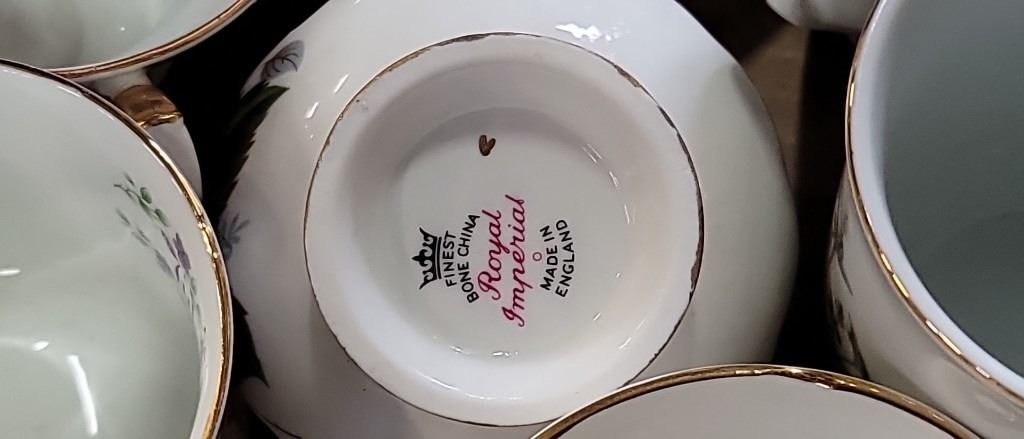 FINEST
BONE CHINA
Royal
Imperial
MADE IN
ENGLAND